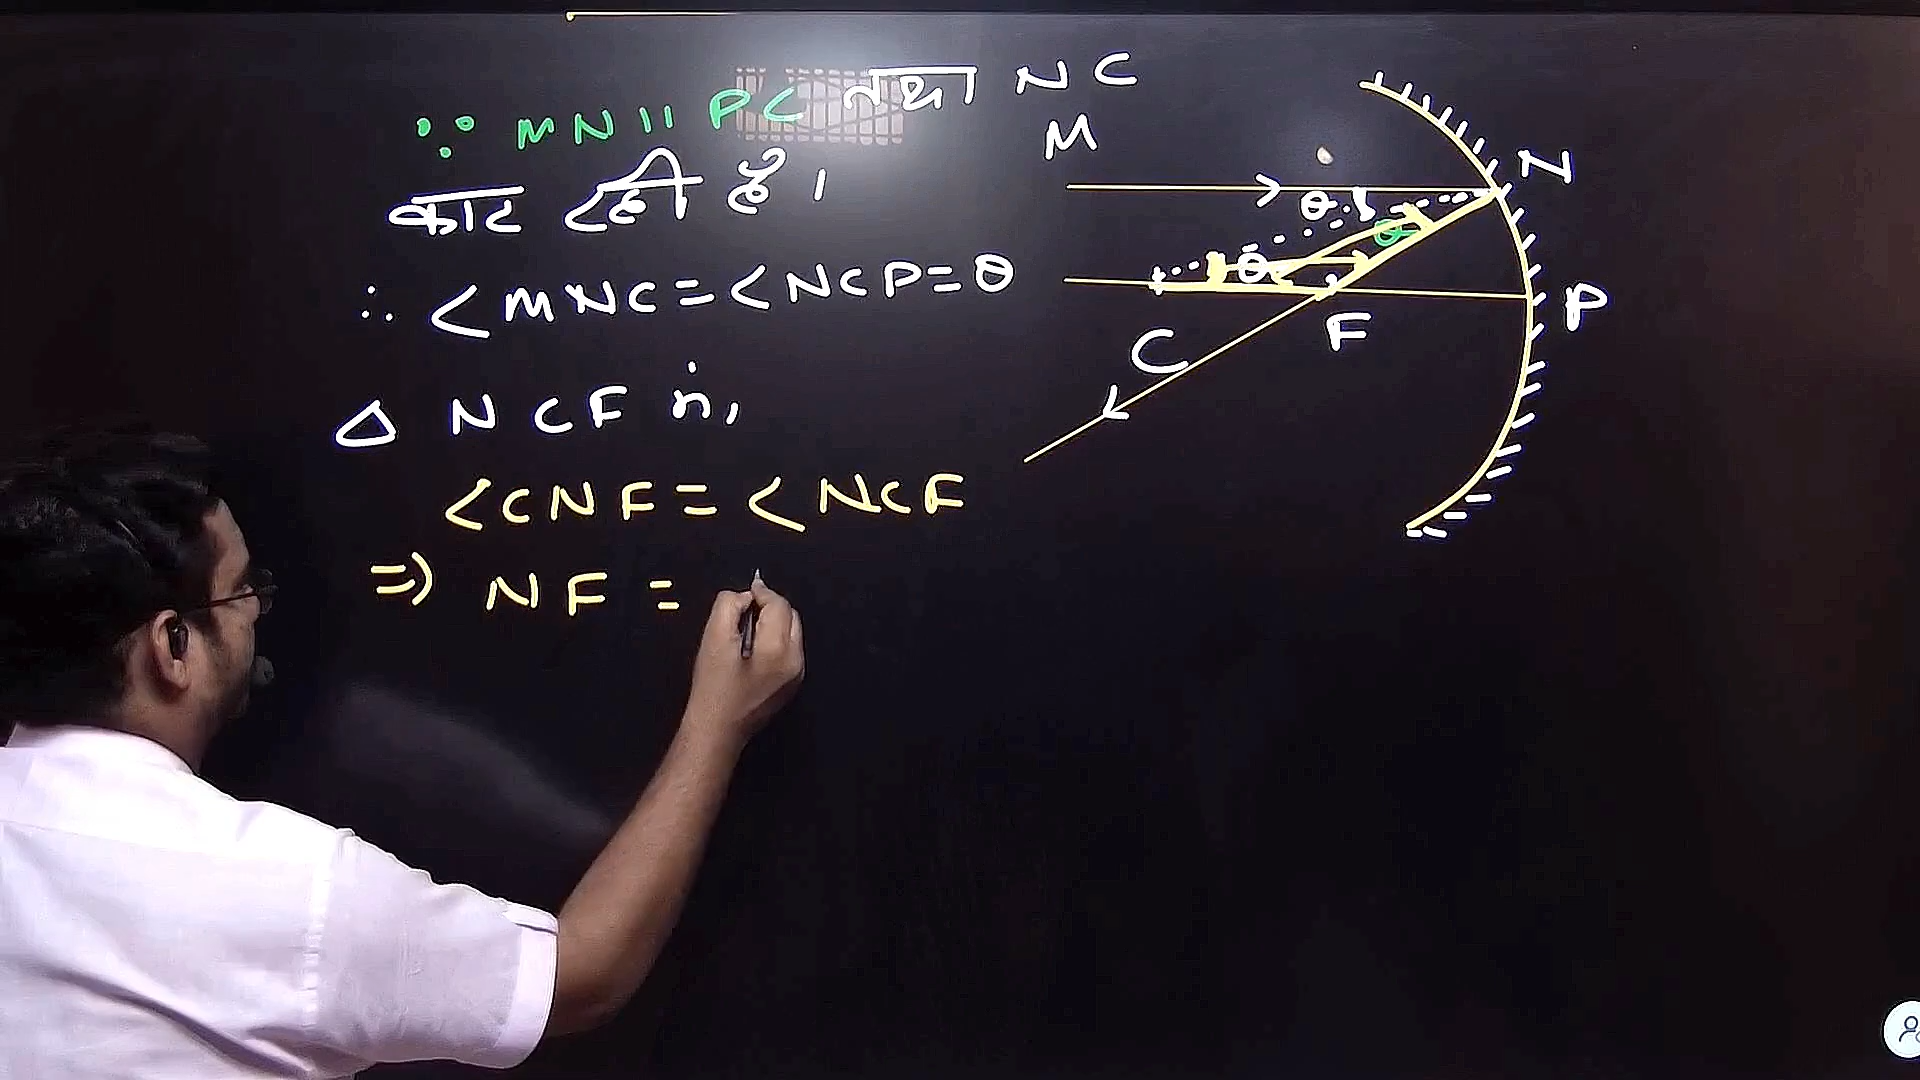 ∵ MN || PC तथा NC
काट रही है।
∴ <MNC = <NCP = θ
△ NCF में,
<CNF = <NCF
=> NF =
M
N
θ
θ
θ
P
C
F